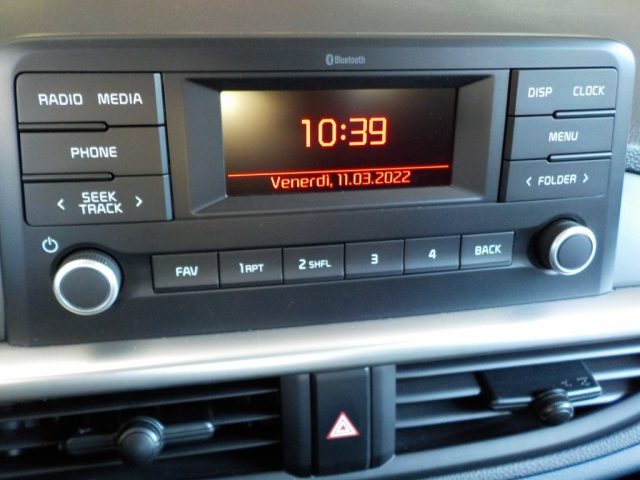 Bluetooth
RADIO MEDIA
PHONE
< SEEK TRACK >
10:39
Venerdì, 11.03.2022
DISP CLOCK
MENU
< FOLDER >
FAV
1 RPT
2 SHFL
3
4
BACK